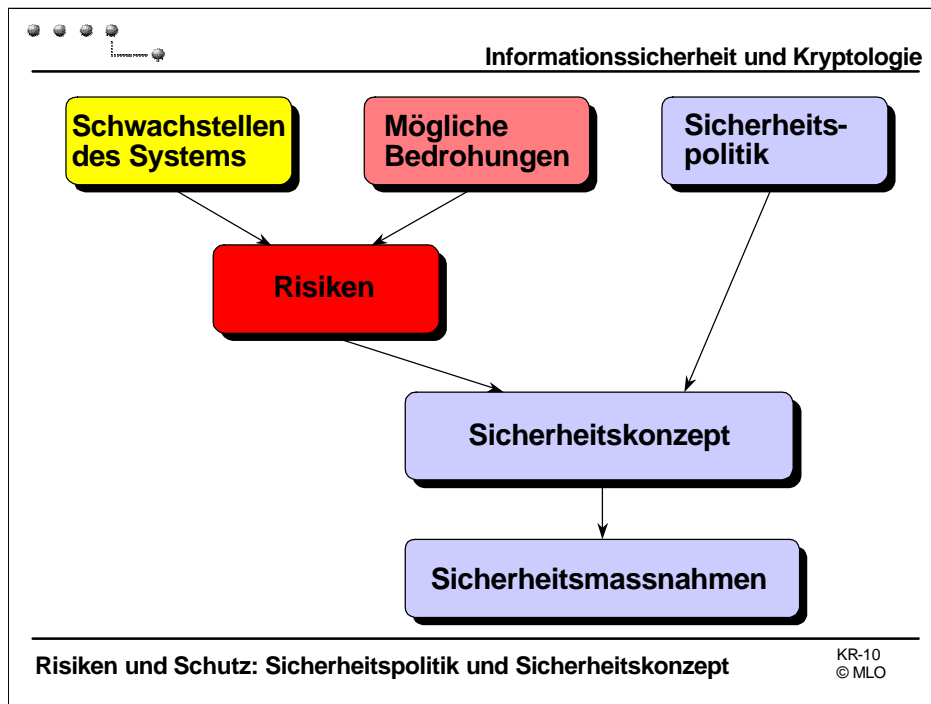 Informationssicherheit und Kryptologie
Schwachstellen
des Systems
Mögliche
Bedrohungen
Sicherheits-
politik
Risiken
Sicherheitskonzept
Sicherheitsmassnahmen
Risiken und Schutz: Sicherheitspolitik und Sicherheitskonzept
KR-10
© MLO